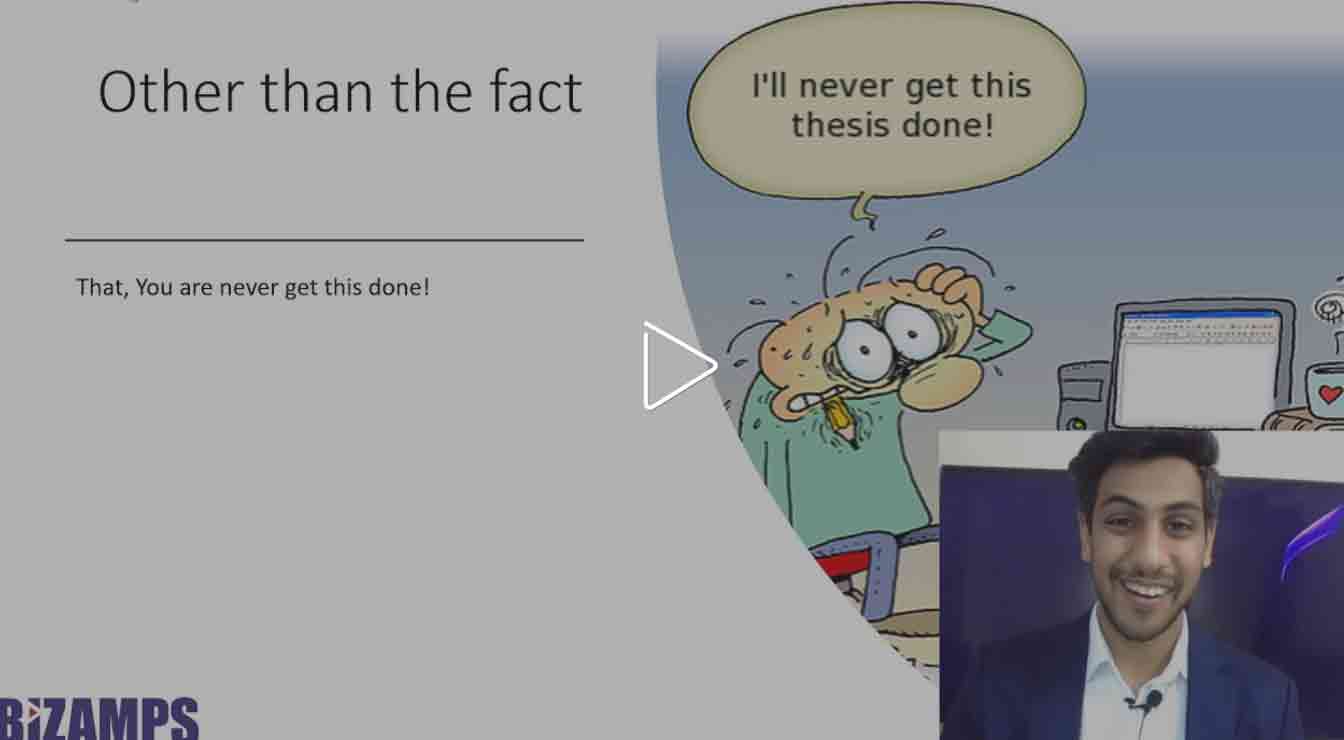 Other than the fact
I'll never get this
thesis done!
That, You are never get this done!
BiZAMPS